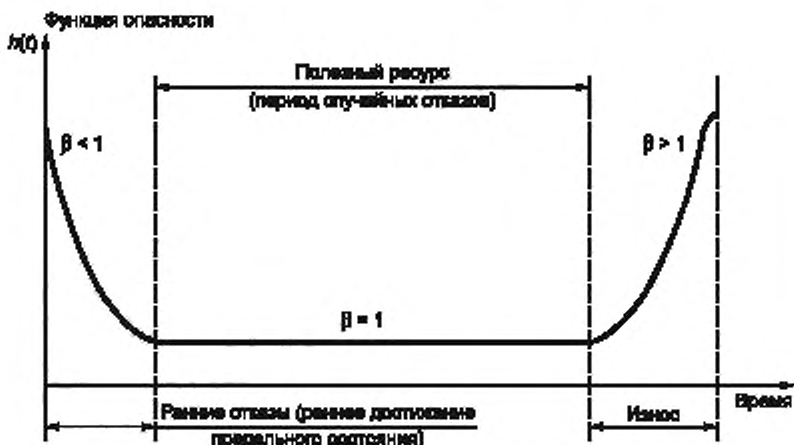 Функция опасности
h(t)
Полезный ресурс
(период случайных отказов)
β < 1
β > 1
β = 1
Время
Ранние отказы (раннее достижение
предельного состояния)
Износ